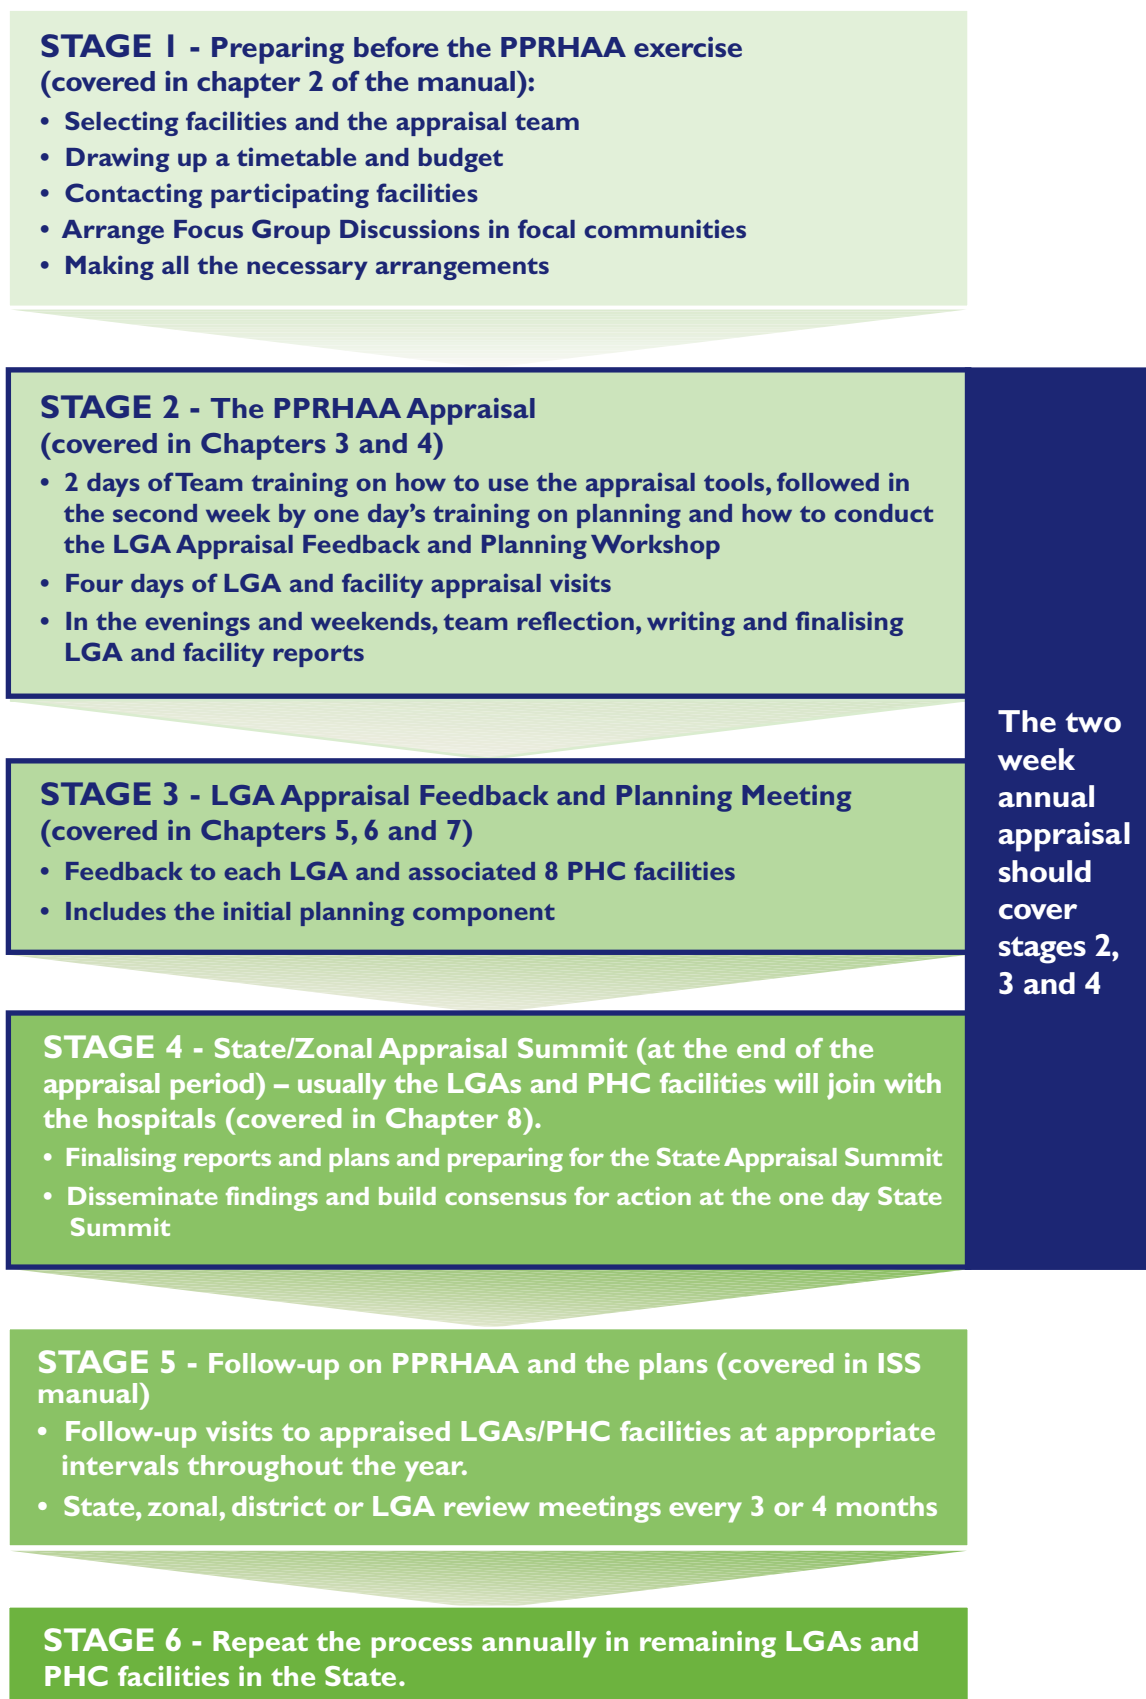 STAGE 1 - Preparing before the PPRHAA exercise
(covered in chapter 2 of the manual):
• Selecting facilities and the appraisal team
• Drawing up a timetable and budget
• Contacting participating facilities
• Arrange Focus Group Discussions in focal communities
• Making all the necessary arrangements
STAGE 2 - The PPRHAA Appraisal
(covered in Chapters 3 and 4)
• 2 days of Team training on how to use the appraisal tools, followed in
the second week by one day's training on planning and how to conduct
the LGA Appraisal Feedback and Planning Workshop
• Four days of LGA and facility appraisal visits
• In the evenings and weekends, team reflection, writing and finalising
LGA and facility reports
STAGE 3 - LGA Appraisal Feedback and Planning Meeting
(covered in Chapters 5, 6 and 7)
• Feedback to each LGA and associated 8 PHC facilities
• Includes the initial planning component
STAGE 4 - State/Zonal Appraisal Summit (at the end of the
appraisal period) – usually the LGAs and PHC facilities will join with
the hospitals (covered in Chapter 8).
• Finalising reports and plans and preparing for the State Appraisal Summit
• Disseminate findings and build consensus for action at the one day State
Summit
The two
week
annual
appraisal
should
cover
stages 2,
3 and 4
STAGE 5 - Follow-up on PPRHAA and the plans (covered in ISS
manual)
• Follow-up visits to appraised LGAs/PHC facilities at appropriate
intervals throughout the year.
• State, zonal, district or LGA review meetings every 3 or 4 months
STAGE 6 - Repeat the process annually in remaining LGAs and
PHC facilities in the State.